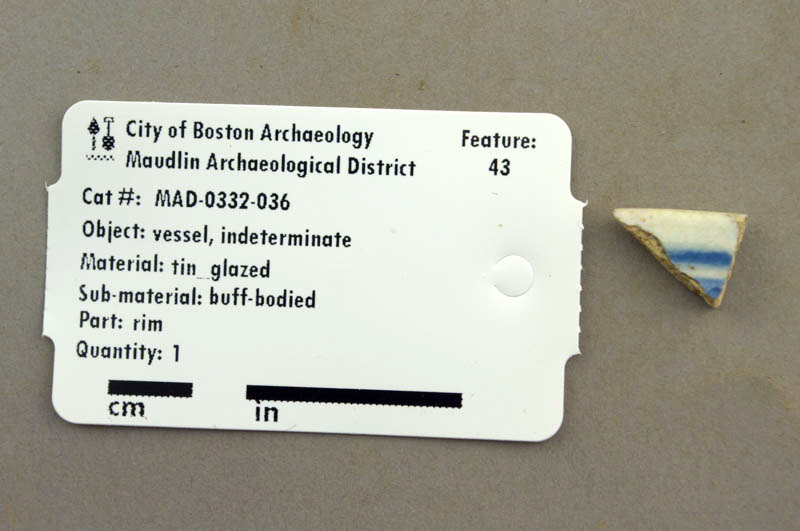 City of Boston Archaeology
Maudlin Archaeological District
Feature:
43
Cat #: MAD-0332-036
Object: vessel, indeterminate
Material: tin_glazed
Sub-material: buff-bodied
Part: rim
Quantity: 1
cm
in